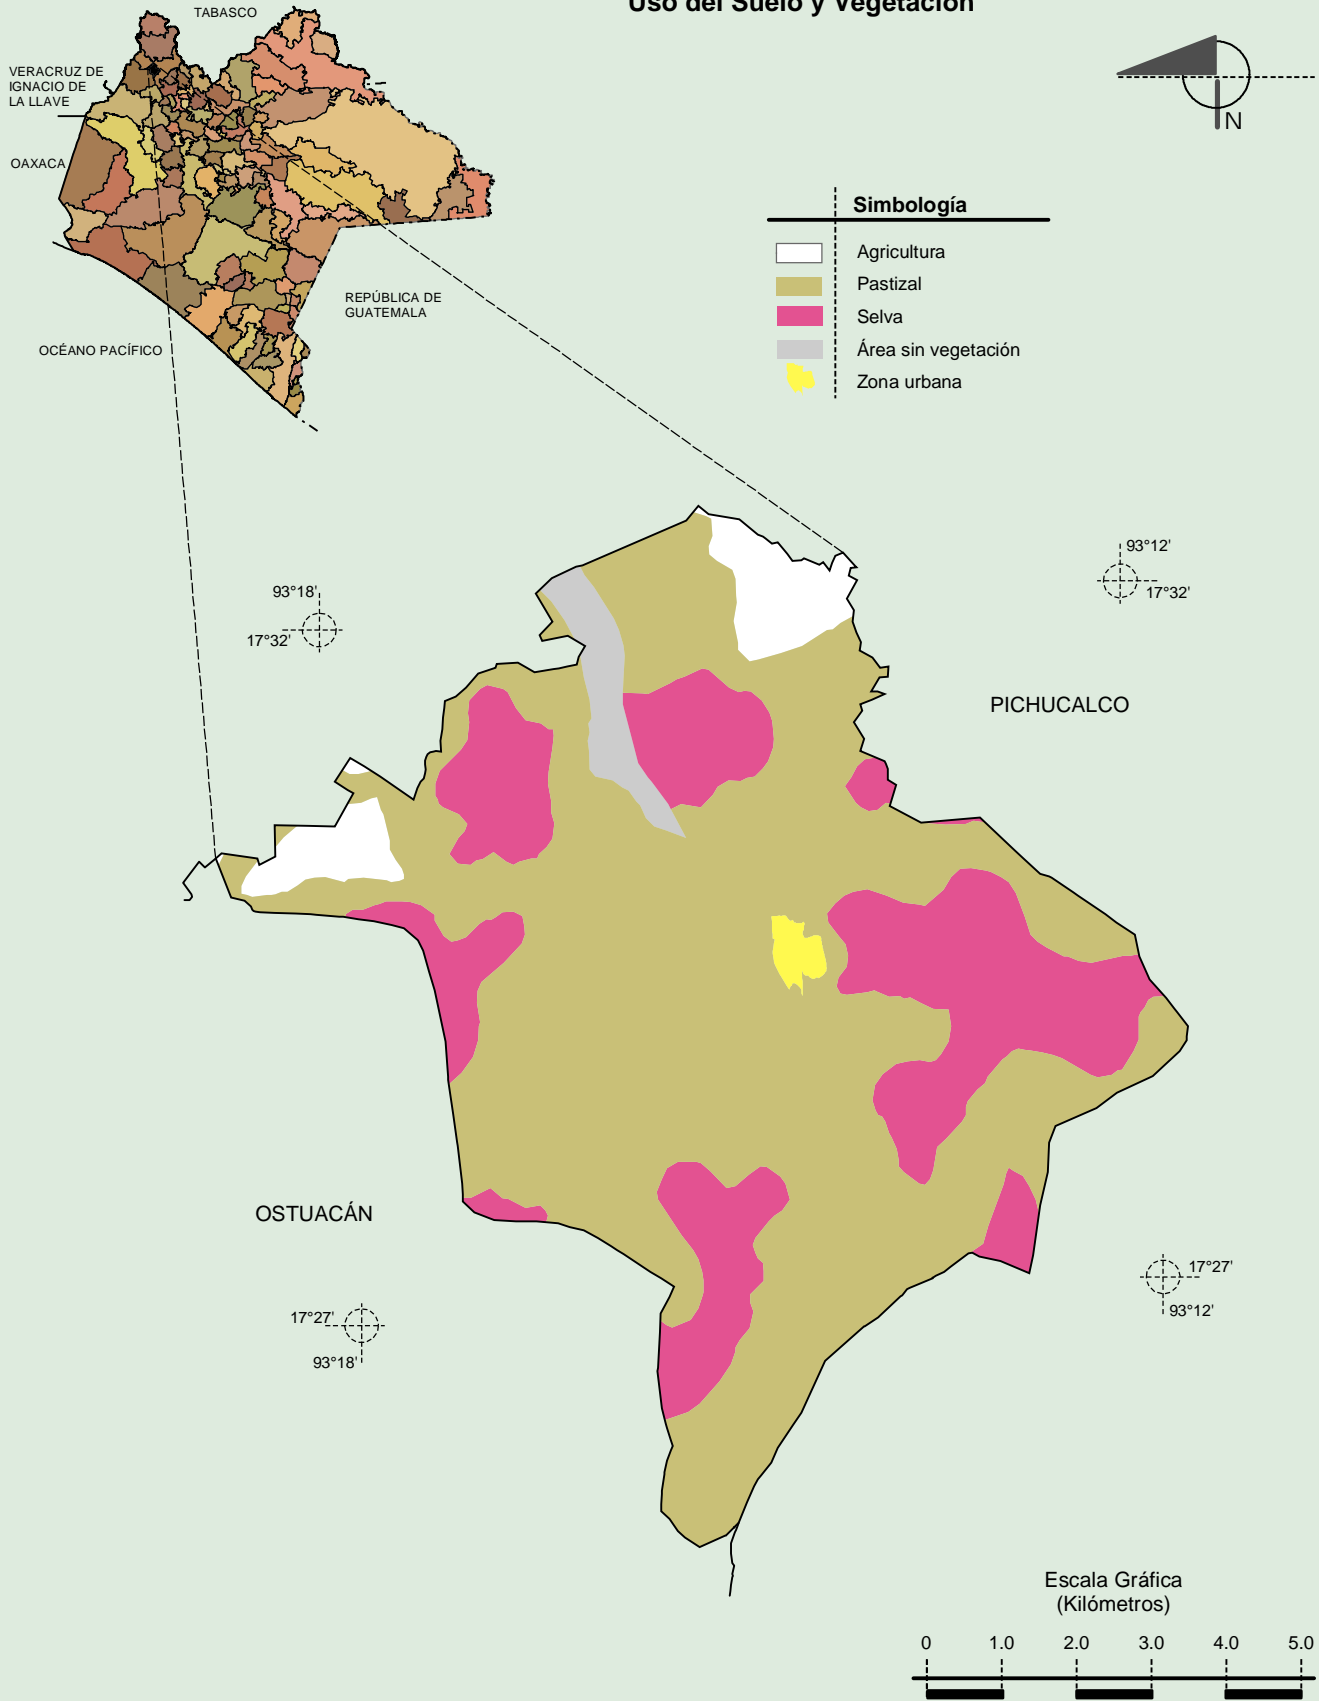 Uso del Suelo y Vegetación
TABASCO
VERACRUZ DE
IGNACIO DE
LA LLAVE
OAXACA
REPÚBLICA DE
GUATEMALA
OCÉANO PACÍFICO
N
Simbología
Agricultura
Pastizal
Selva
Área sin vegetación
Zona urbana
93°18'
17°32'
93°12'
17°32'
PICHUCALCO
OSTUACÁN
17°27'
93°18'
17°27'
93°12'
Escala Gráfica
(Kilómetros)
0 1.0 2.0 3.0 4.0 5.0